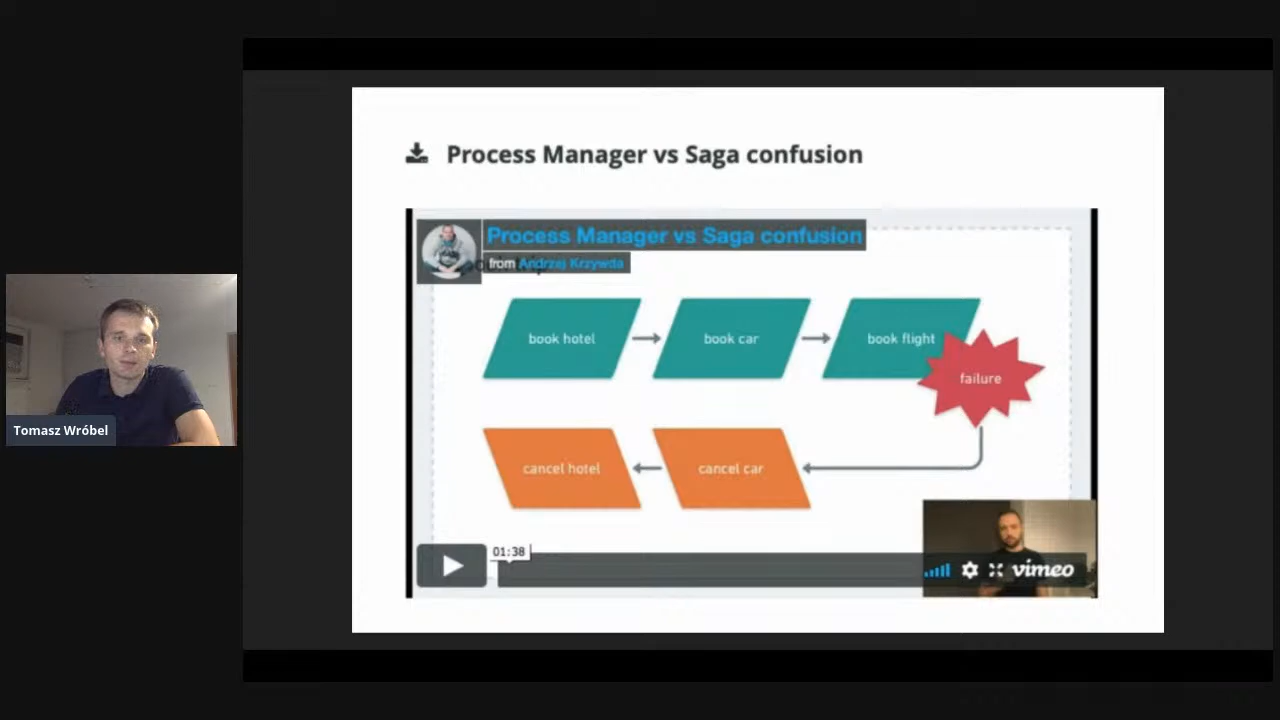 Process Manager vs Saga confusion
Process Manager vs Saga confusion
from Andrzej Krzywda
book hotel
book car
book flight
failure
cancel hotel
cancel car
01:38
vimeo
Tomasz Wróbel